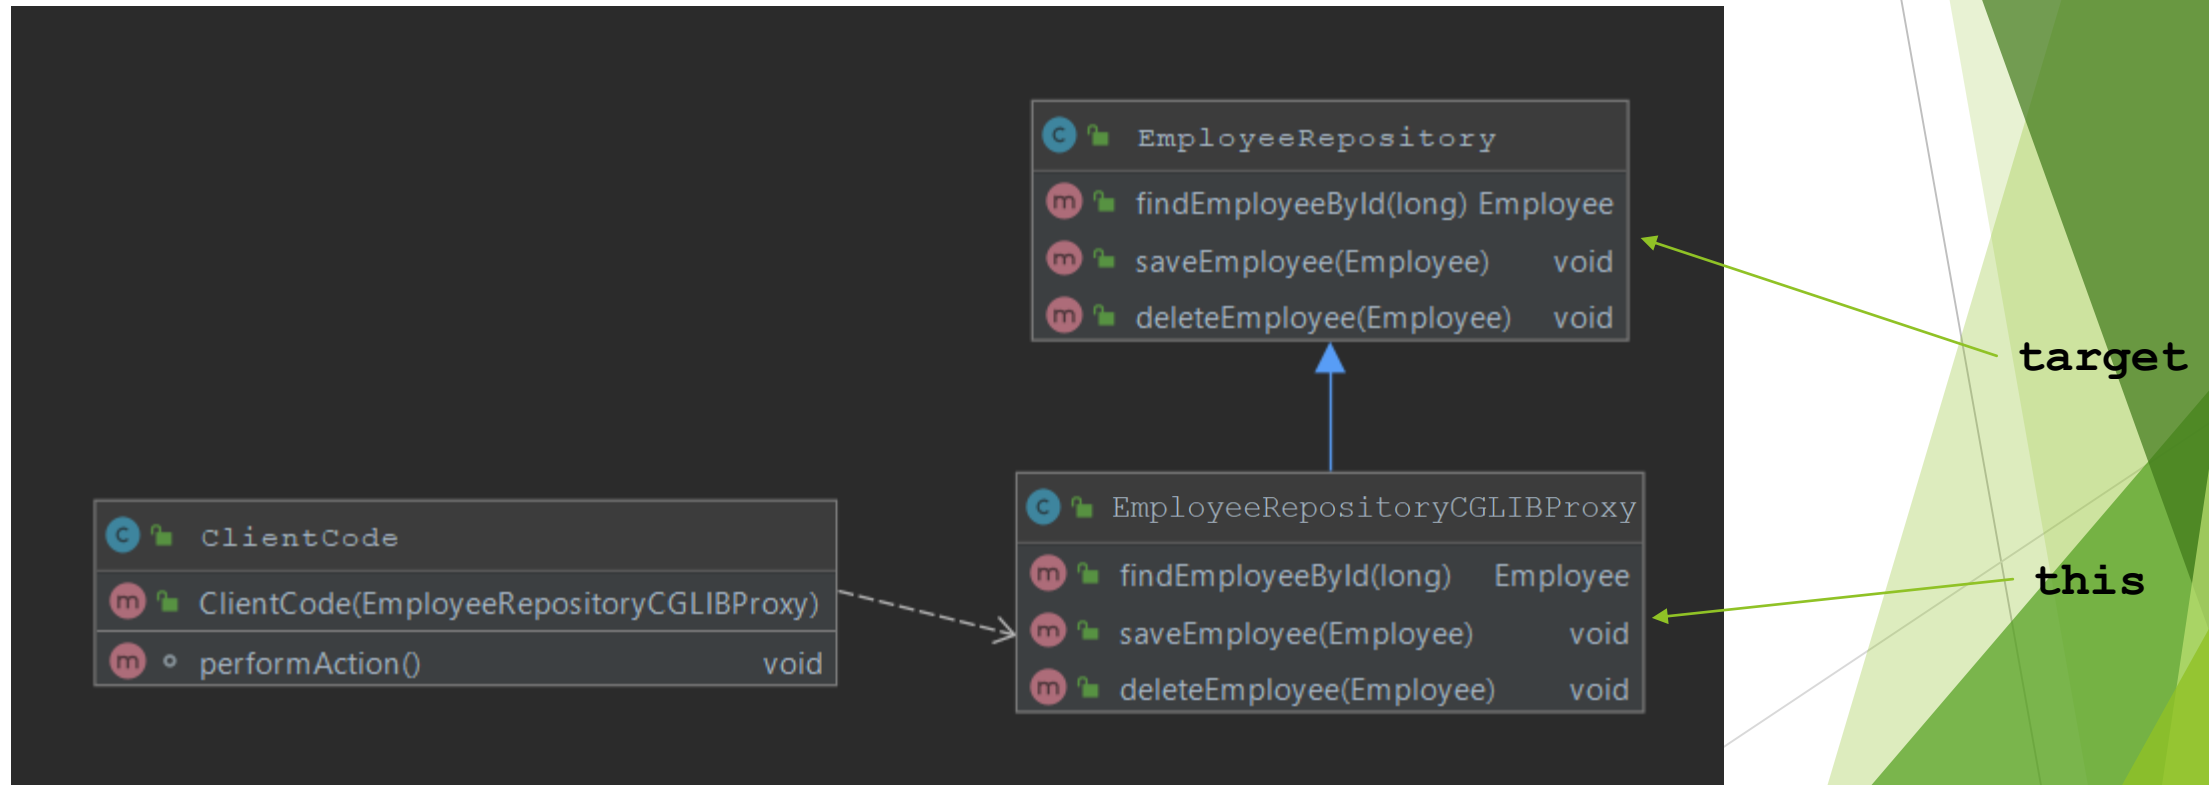 EmployeeRepository
findEmployeeById(long) Employee
saveEmployee(Employee) void
deleteEmployee(Employee) void
target
EmployeeRepositoryCGLIBProxy
findEmployeeById(long) Employee
saveEmployee(Employee) void
deleteEmployee(Employee) void
this
ClientCode
ClientCode(EmployeeRepositoryCGLIBProxy)
performAction() void